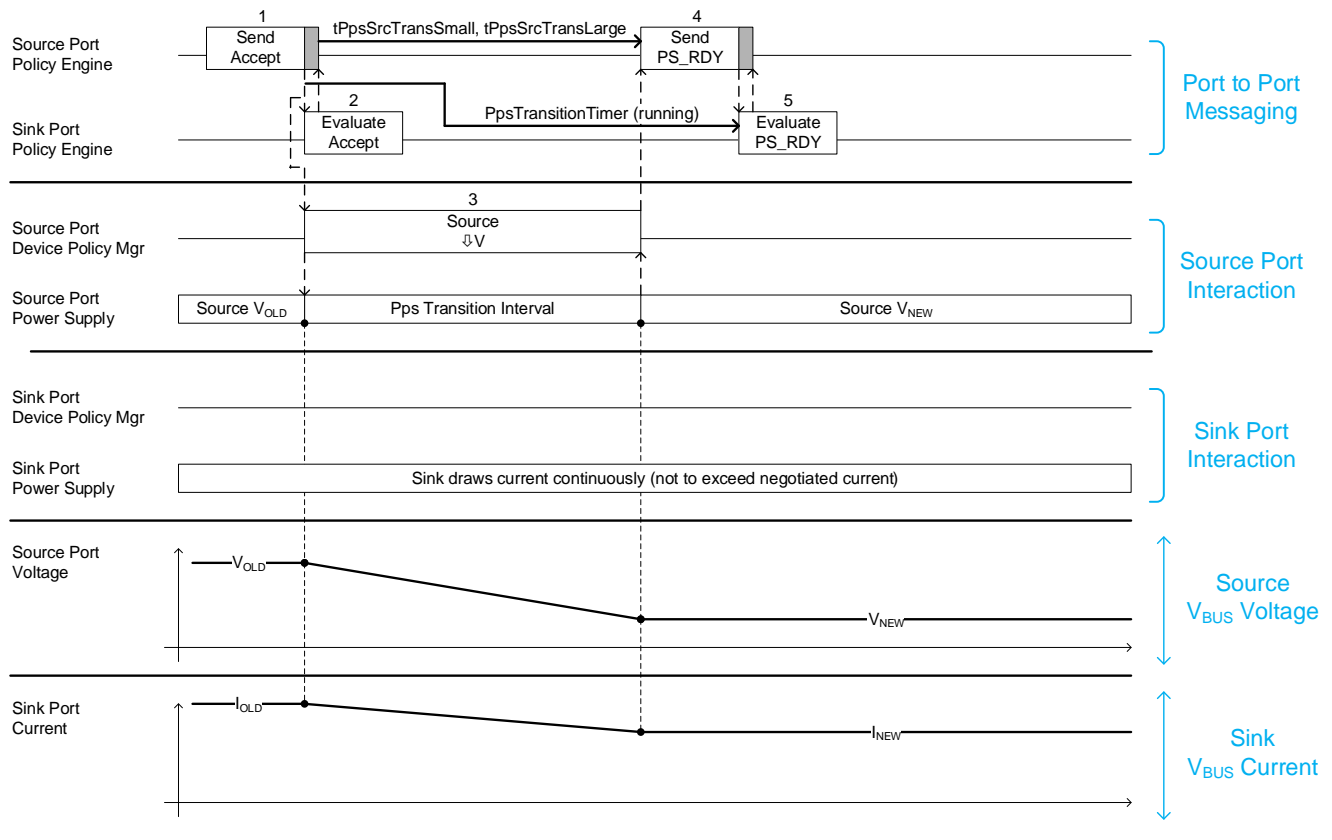 1
Send
Accept
tPpsSrcTransSmall, tPpsSrcTransLarge
4
Send
PS_RDY
Source Port
Policy Engine
2
Evaluate
Accept
PpsTransitionTimer (running)
5
Evaluate
PS_RDY
Sink Port
Policy Engine
Port to Port
Messaging
3
Source
⇩V
Source Port
Device Policy Mgr
Source Port
Power Supply
Source VOLD
Pps Transition Interval
Source VNEW
Source Port
Interaction
Sink Port
Device Policy Mgr
Sink Port
Power Supply
Sink draws current continuously (not to exceed negotiated current)
Sink Port
Interaction
Source Port
Voltage
VOLD
VNEW
Source
VBUS Voltage
Sink Port
Current
IOLD
INEW
Sink
VBUS Current